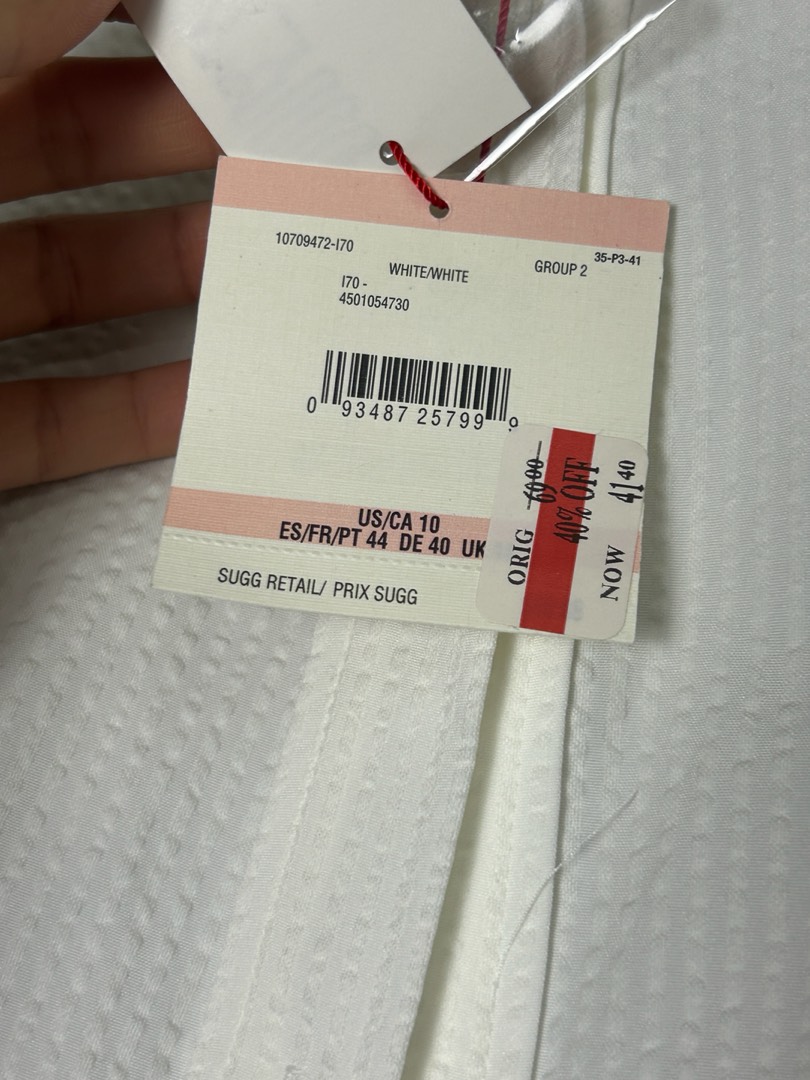 10709472-I70
WHITE/WHITE
GROUP 2
35-P3-41
I70 -
4501054730
0 93487 25799 9
US/CA 10
ES/FR/PT 44 DE 40 UK
SUGG RETAIL/ PRIX SUGG
ORIG
40% OFF
NOW 41 40